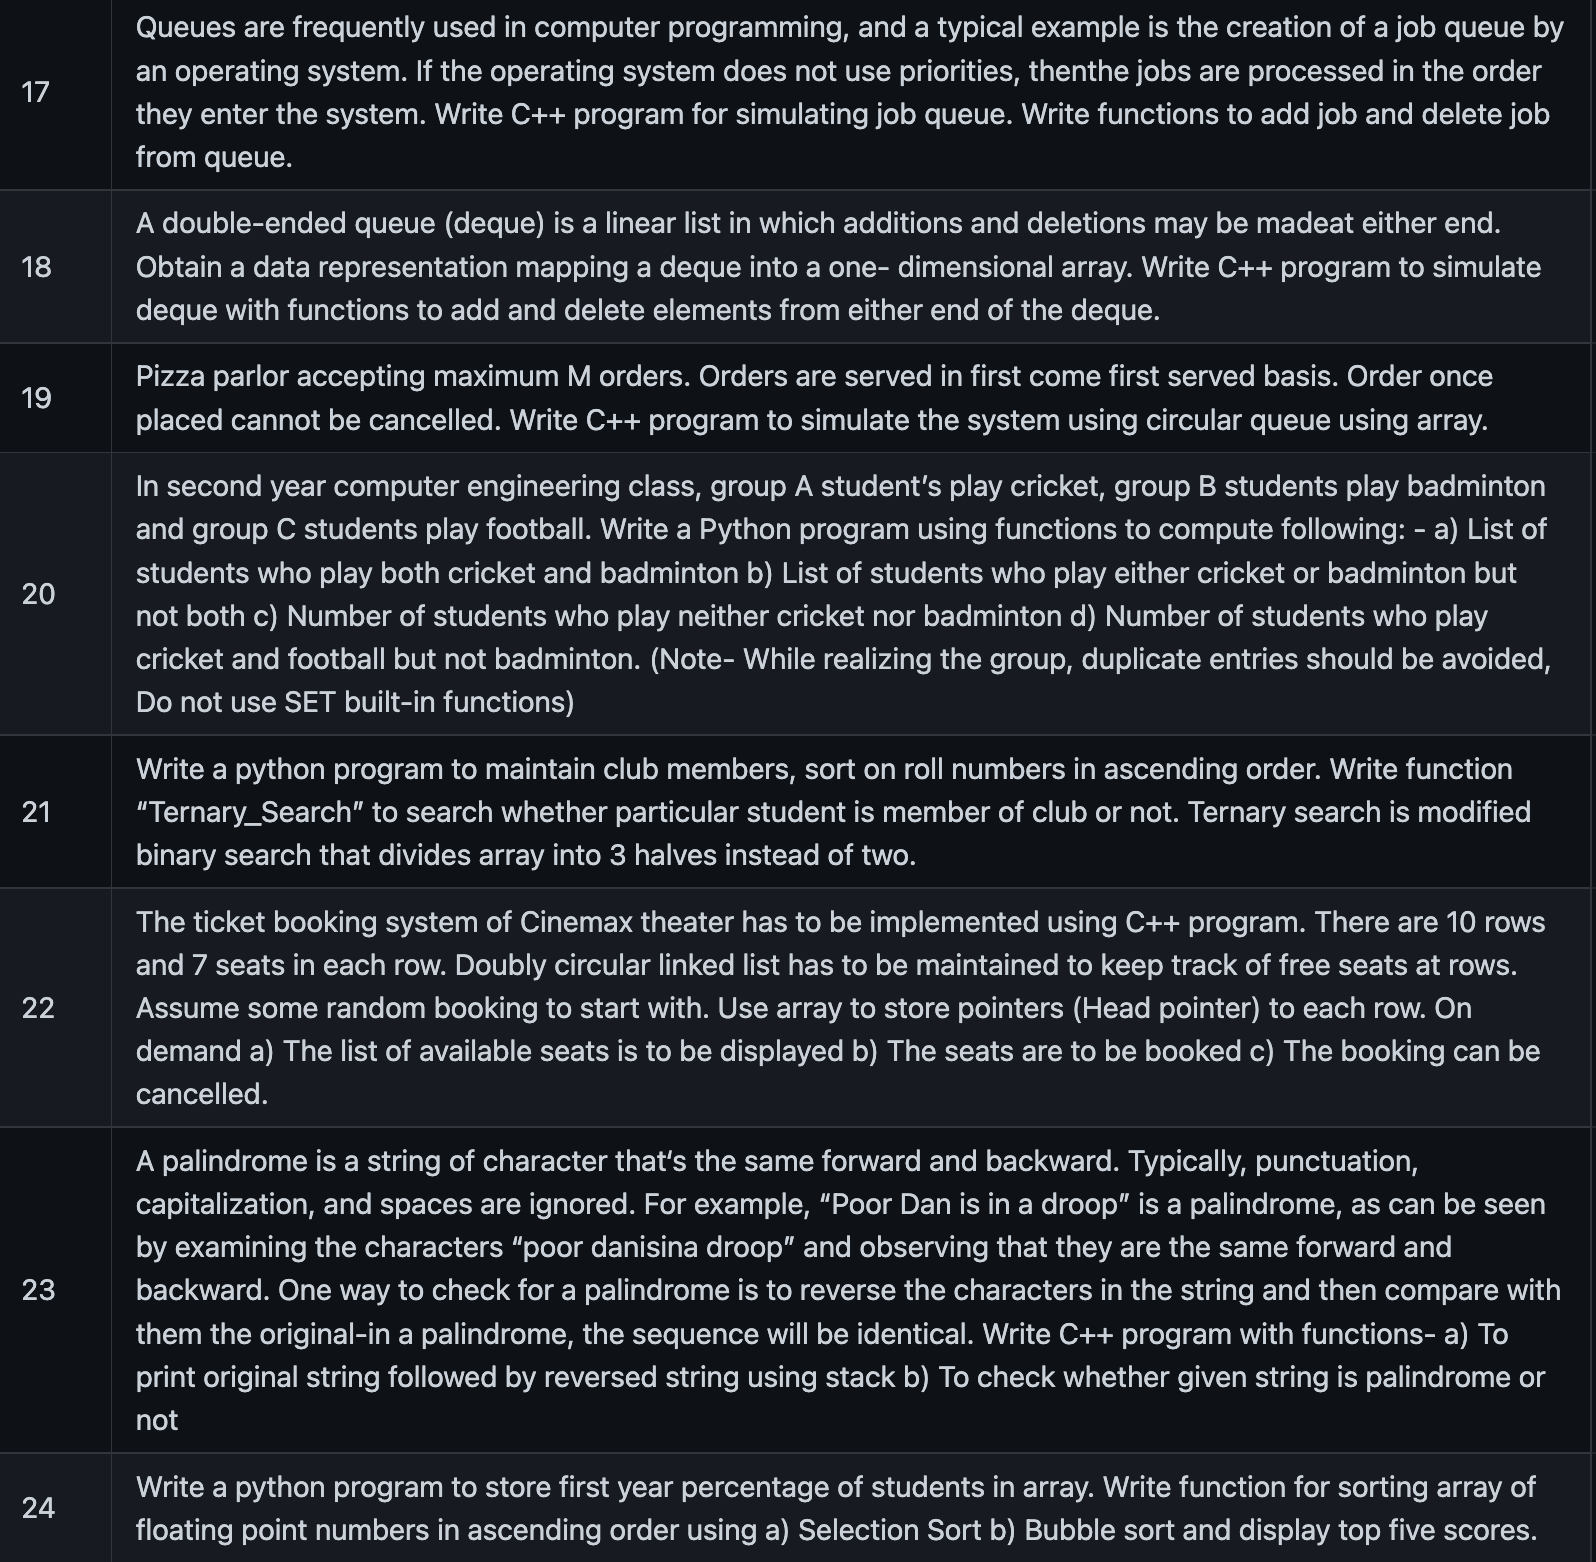 17
Queues are frequently used in computer programming, and a typical example is the creation of a job queue by
an operating system. If the operating system does not use priorities, thenthe jobs are processed in the order
they enter the system. Write C++ program for simulating job queue. Write functions to add job and delete job
from queue.
18
A double-ended queue (deque) is a linear list in which additions and deletions may be madeat either end.
Obtain a data representation mapping a deque into a one- dimensional array. Write C++ program to simulate
deque with functions to add and delete elements from either end of the deque.
19
Pizza parlor accepting maximum M orders. Orders are served in first come first served basis. Order once
placed cannot be cancelled. Write C++ program to simulate the system using circular queue using array.
20
In second year computer engineering class, group A student’s play cricket, group B students play badminton
and group C students play football. Write a Python program using functions to compute following: - a) List of
students who play both cricket and badminton b) List of students who play either cricket or badminton but
not both c) Number of students who play neither cricket nor badminton d) Number of students who play
cricket and football but not badminton. (Note- While realizing the group, duplicate entries should be avoided,
Do not use SET built-in functions)
21
Write a python program to maintain club members, sort on roll numbers in ascending order. Write function
“Ternary_Search” to search whether particular student is member of club or not. Ternary search is modified
binary search that divides array into 3 halves instead of two.
22
The ticket booking system of Cinemax theater has to be implemented using C++ program. There are 10 rows
and 7 seats in each row. Doubly circular linked list has to be maintained to keep track of free seats at rows.
Assume some random booking to start with. Use array to store pointers (Head pointer) to each row. On
demand a) The list of available seats is to be displayed b) The seats are to be booked c) The booking can be
cancelled.
23
A palindrome is a string of character that‘s the same forward and backward. Typically, punctuation,
capitalization, and spaces are ignored. For example, “Poor Dan is in a droop” is a palindrome, as can be seen
by examining the characters “poor danisina droop” and observing that they are the same forward and
backward. One way to check for a palindrome is to reverse the characters in the string and then compare with
them the original-in a palindrome, the sequence will be identical. Write C++ program with functions- a) To
print original string followed by reversed string using stack b) To check whether given string is palindrome or
not
24
Write a python program to store first year percentage of students in array. Write function for sorting array of
floating point numbers in ascending order using a) Selection Sort b) Bubble sort and display top five scores.